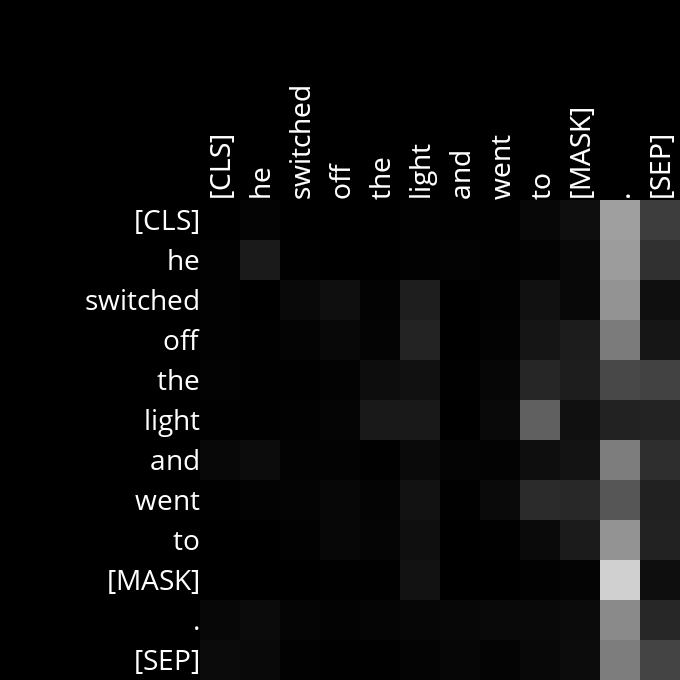 [CLS] he switched off the light and went to [MASK] . [SEP]
[CLS]
he
switched
off
the
light
and
went
to
[MASK]
.
[SEP]